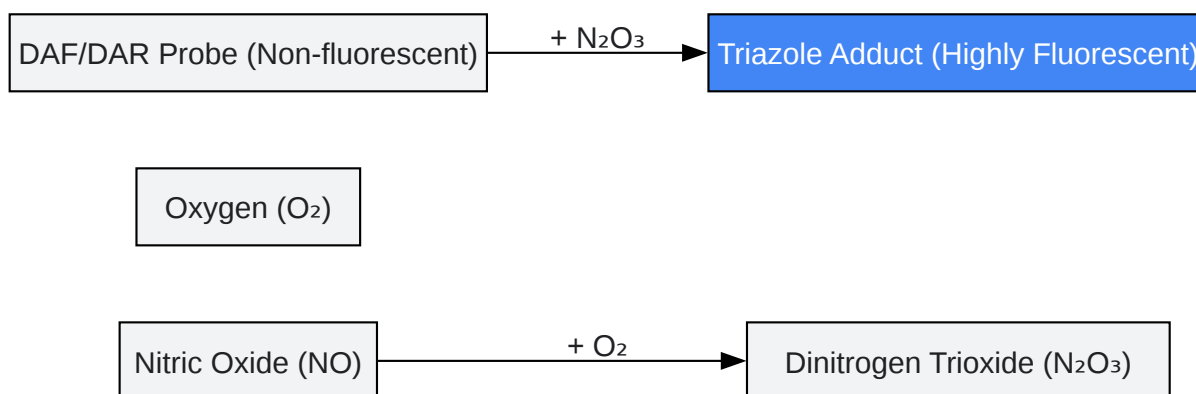 DAF/DAR Probe (Non-fluorescent)
+ N₂O₃
Triazole Adduct (Highly Fluorescent)
Oxygen (O₂)
Nitric Oxide (NO)
+ O₂
Dinitrogen Trioxide (N₂O₃)